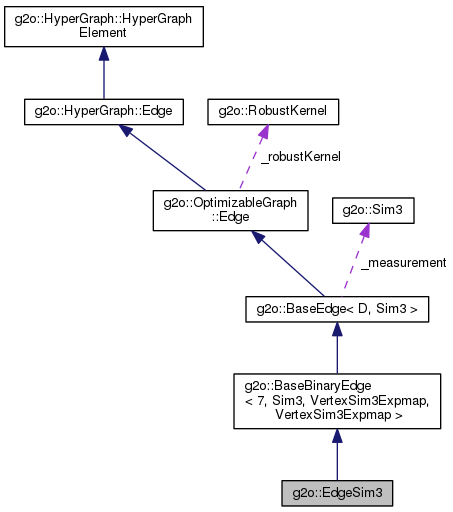 g2o::HyperGraph::HyperGraph
Element
g2o::HyperGraph::Edge
g2o::RobustKernel
_robustKernel
g2o::OptimizableGraph
::Edge
g2o::Sim3
_measurement
g2o::BaseEdge< D, Sim3 >
g2o::BaseBinaryEdge
< 7, Sim3, VertexSim3Expmap,
VertexSim3Expmap >
g2o::EdgeSim3